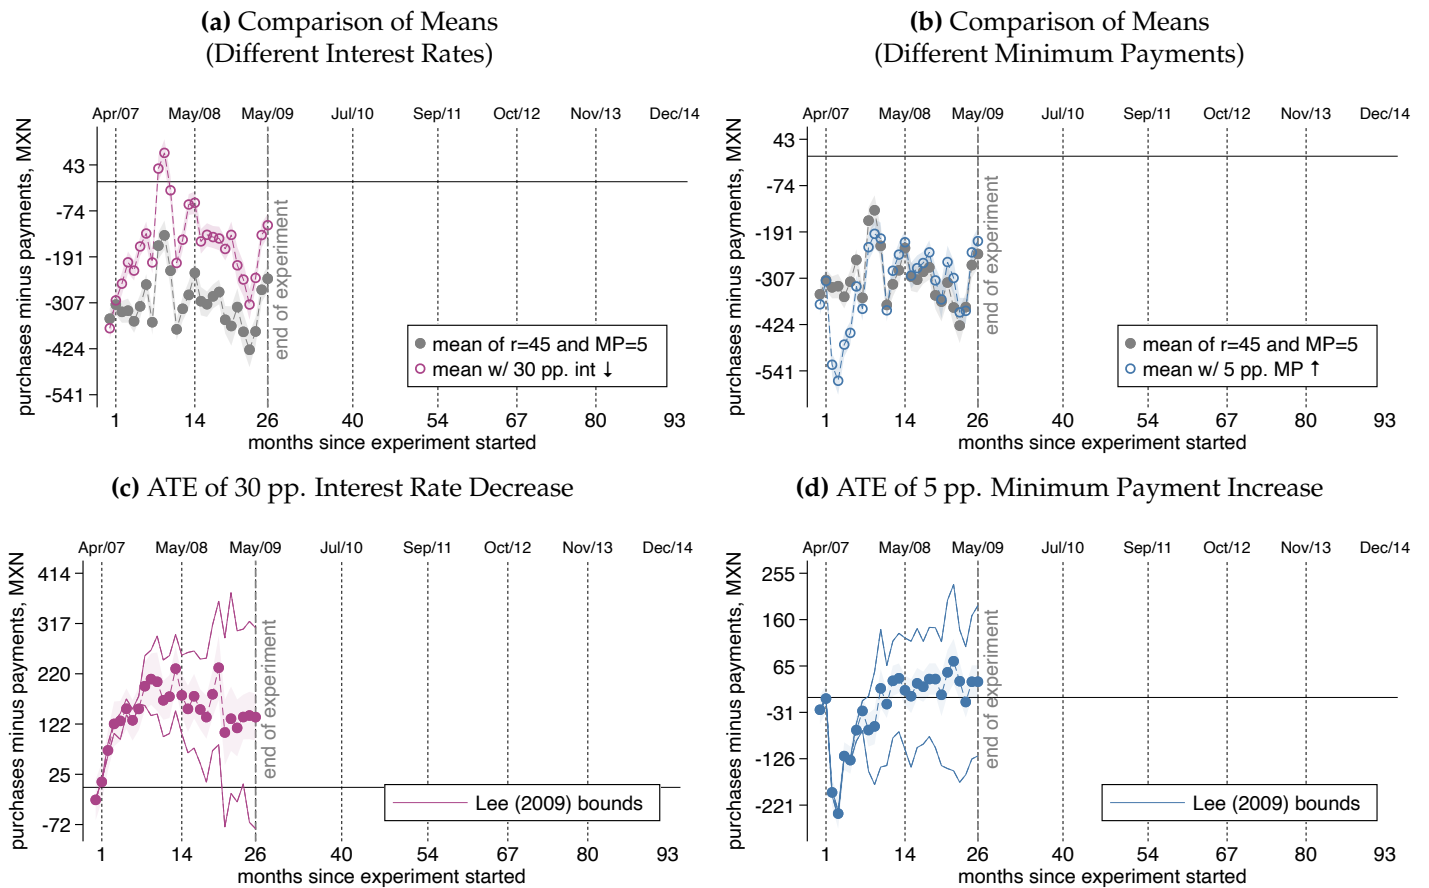 (a) Comparison of Means
(Different Interest Rates)
Apr/07 May/08 May/09 Jul/10 Sep/11 Oct/12 Nov/13 Dec/14
purchases minus payments, MXN
43
-74
-191
-307
-424
-541
end of experiment
mean of r=45 and MP=5
mean w/ 30 pp. int ↓
1 14 26 40 54 67 80 93
months since experiment started
(b) Comparison of Means
(Different Minimum Payments)
Apr/07 May/08 May/09 Jul/10 Sep/11 Oct/12 Nov/13 Dec/14
purchases minus payments, MXN
43
-74
-191
-307
-424
-541
end of experiment
mean of r=45 and MP=5
mean w/ 5 pp. MP ↑
1 14 26 40 54 67 80 93
months since experiment started
(c) ATE of 30 pp. Interest Rate Decrease
Apr/07 May/08 May/09 Jul/10 Sep/11 Oct/12 Nov/13 Dec/14
purchases minus payments, MXN
414
317
220
122
25
-72
end of experiment
Lee (2009) bounds
1 14 26 40 54 67 80 93
months since experiment started
(d) ATE of 5 pp. Minimum Payment Increase
Apr/07 May/08 May/09 Jul/10 Sep/11 Oct/12 Nov/13 Dec/14
purchases minus payments, MXN
255
160
65
-31
-126
-221
end of experiment
Lee (2009) bounds
1 14 26 40 54 67 80 93
months since experiment started